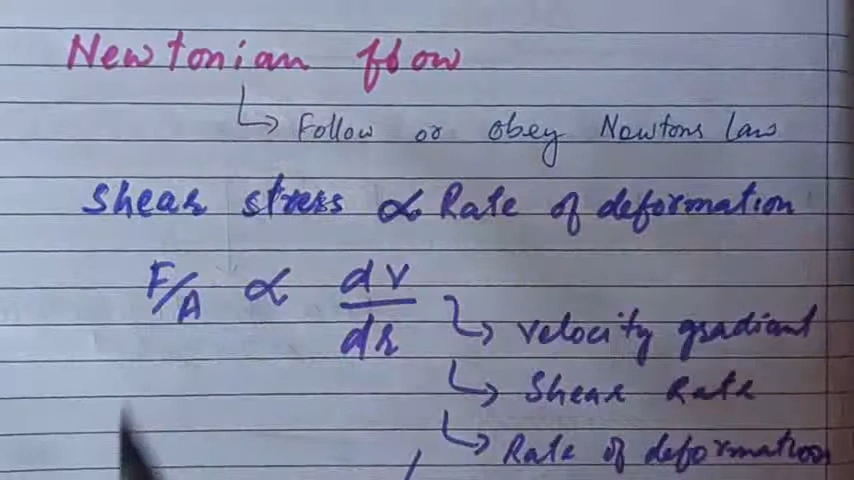 Newtonian flow
↳ Follow or obey Newtons law
Shear stress ∝ Rate of deformation
F/A ∝ dv/dr
↳ velocity gradiant
↳ Shear Rate
↳ Rate of deformation